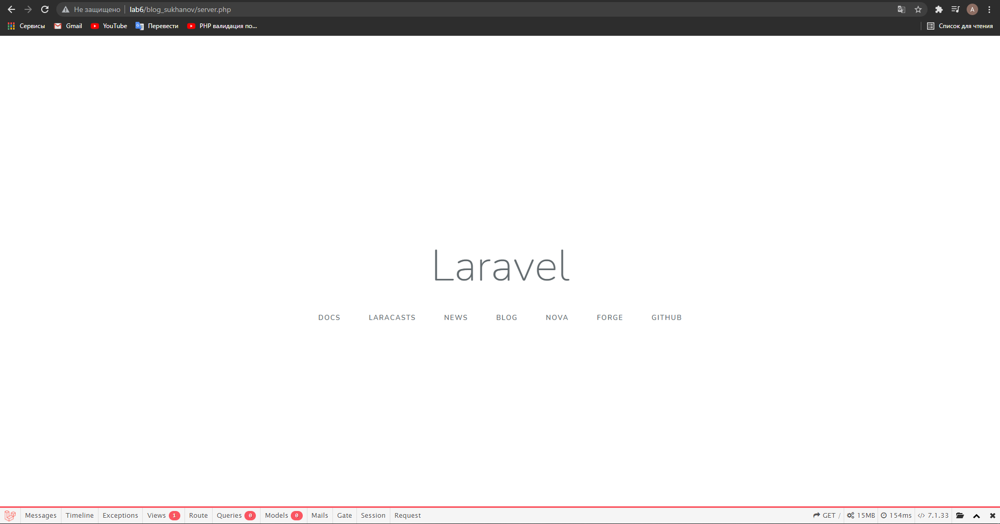 Не защищено lab6/blog_sukhanov/server.php
Сервисы Gmail YouTube Перевести PHP валидация по... Список для чтения
A
Laravel
DOCS LARACASTS NEWS BLOG NOVA FORGE GITHUB
Messages Timeline Exceptions Views 1 Route Queries 0 Models 0 Mails Gate Session Request GET / 15MB 154ms 7.1.33